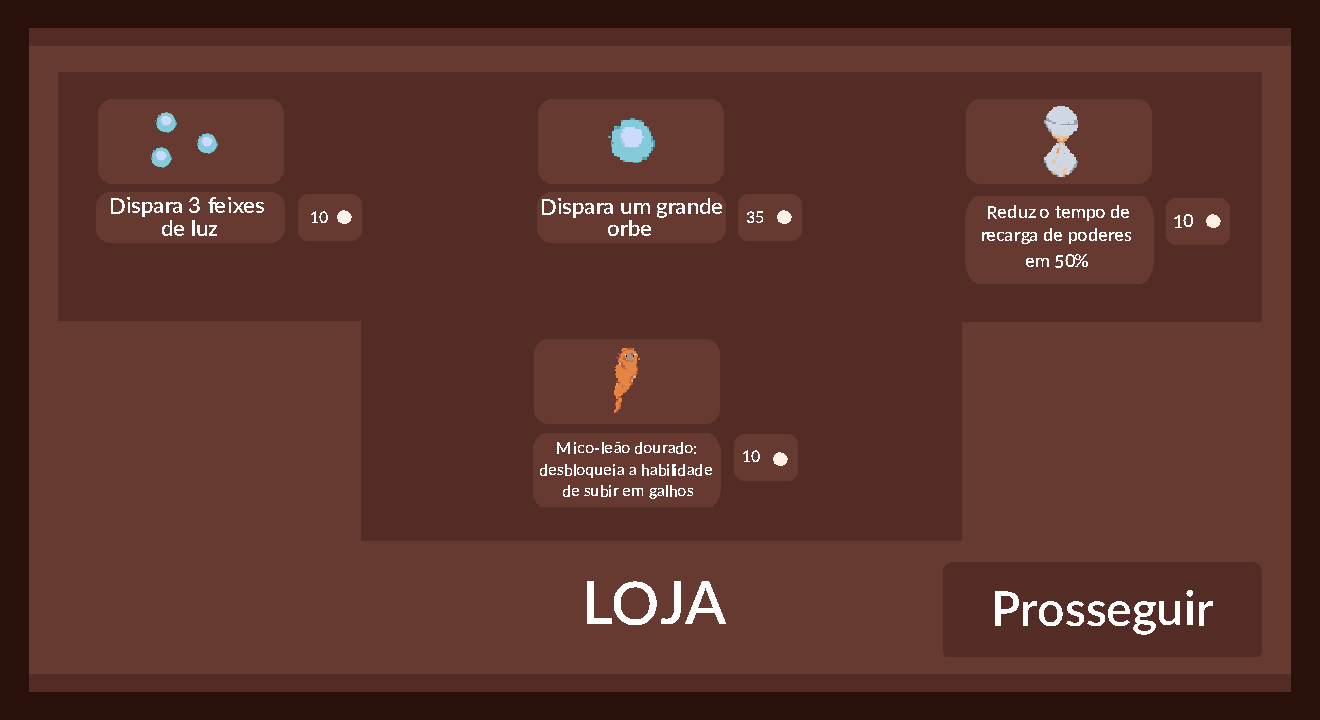 Dispara 3 feixes
de luz
10
Dispara um grande
orbe
35
Reduz o tempo de
recarga de poderes
em 50%
10
Mico-leão dourado:
desbloqueia a habilidade
de subir em galhos
10
LOJA
Prosseguir